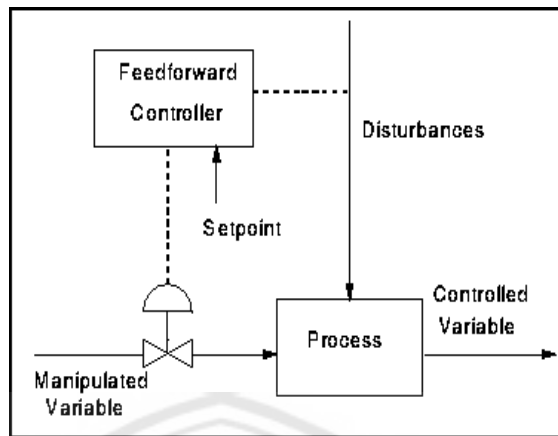 Feedforward
Controller
Disturbances
Setpoint
Controlled
Variable
Process
Manipulated
Variable